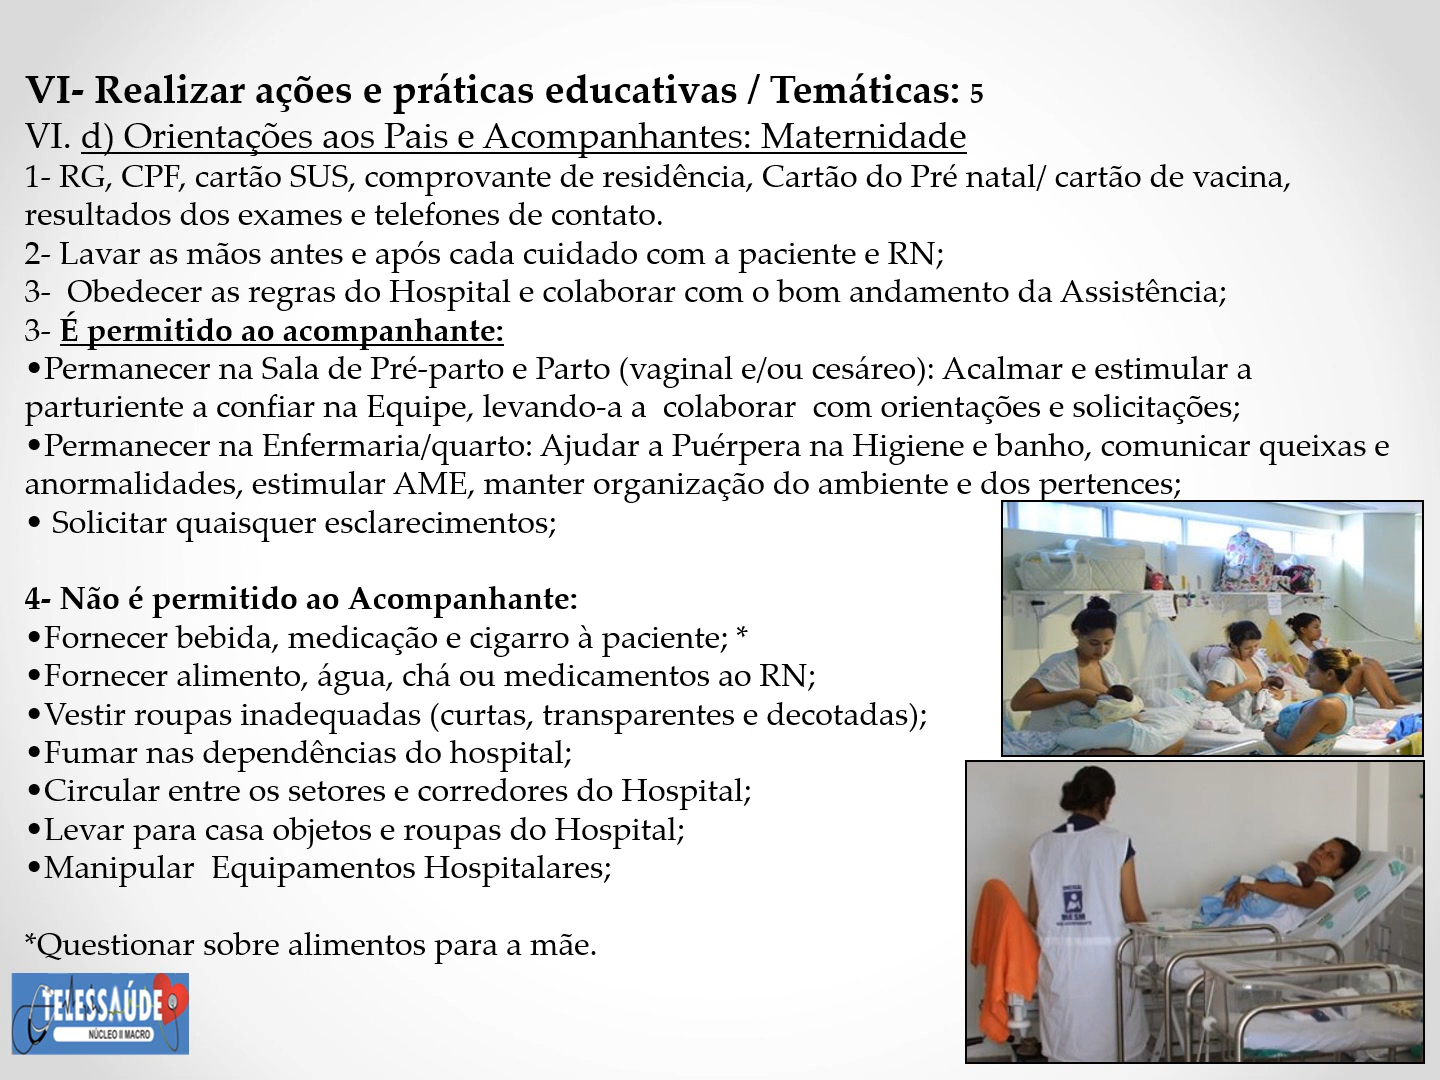 VI- Realizar ações e práticas educativas / Temáticas: 5
VI. d) Orientações aos Pais e Acompanhantes: Maternidade
1- RG, CPF, cartão SUS, comprovante de residência, Cartão do Pré natal/ cartão de vacina,
resultados dos exames e telefones de contato.
2- Lavar as mãos antes e após cada cuidado com a paciente e RN;
3-  Obedecer as regras do Hospital e colaborar com o bom andamento da Assistência;
3- É permitido ao acompanhante:
•Permanecer na Sala de Pré-parto e Parto (vaginal e/ou cesáreo): Acalmar e estimular a
parturiente a confiar na Equipe, levando-a a  colaborar  com orientações e solicitações;
•Permanecer na Enfermaria/quarto: Ajudar a Puérpera na Higiene e banho, comunicar queixas e
anormalidades, estimular AME, manter organização do ambiente e dos pertences;
• Solicitar quaisquer esclarecimentos;
4- Não é permitido ao Acompanhante:
•Fornecer bebida, medicação e cigarro à paciente; *
•Fornecer alimento, água, chá ou medicamentos ao RN;
•Vestir roupas inadequadas (curtas, transparentes e decotadas);
•Fumar nas dependências do hospital;
•Circular entre os setores e corredores do Hospital;
•Levar para casa objetos e roupas do Hospital;
•Manipular  Equipamentos Hospitalares;
*Questionar sobre alimentos para a mãe.
TELESSAÚDE
NÚCLEO II MACRO
MESM